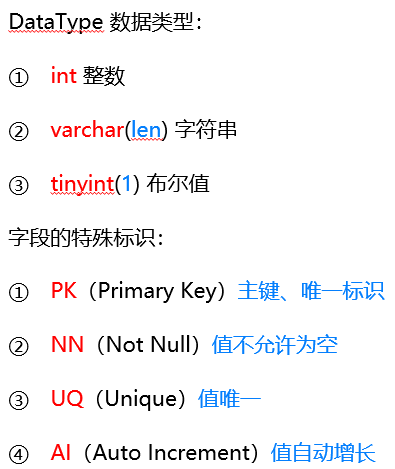 DataType 数据类型：
① int 整数
② varchar(len) 字符串
③ tinyint(1) 布尔值
字段的特殊标识：
① PK（Primary Key）主键、唯一标识
② NN（Not Null）值不允许为空
③ UQ（Unique）值唯一
④ AI（Auto Increment）值自动增长